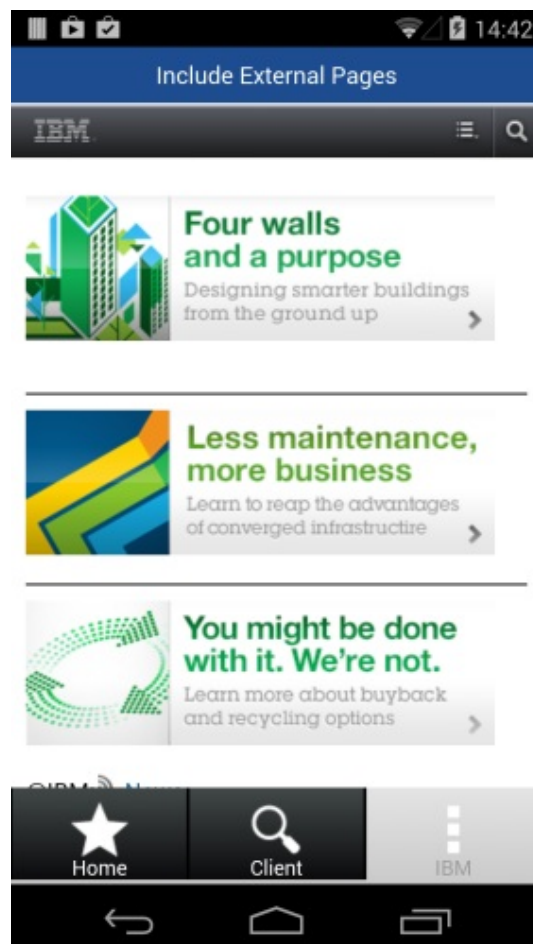 14:42
Include External Pages
IBM
Four walls
and a purpose
Designing smarter buildings
from the ground up
Less maintenance,
more business
Learn to reap the advantages
of converged infrastructire
You might be done
with it. We're not.
Learn more about buyback
and recycling options
@IBM News
Home
Client
IBM